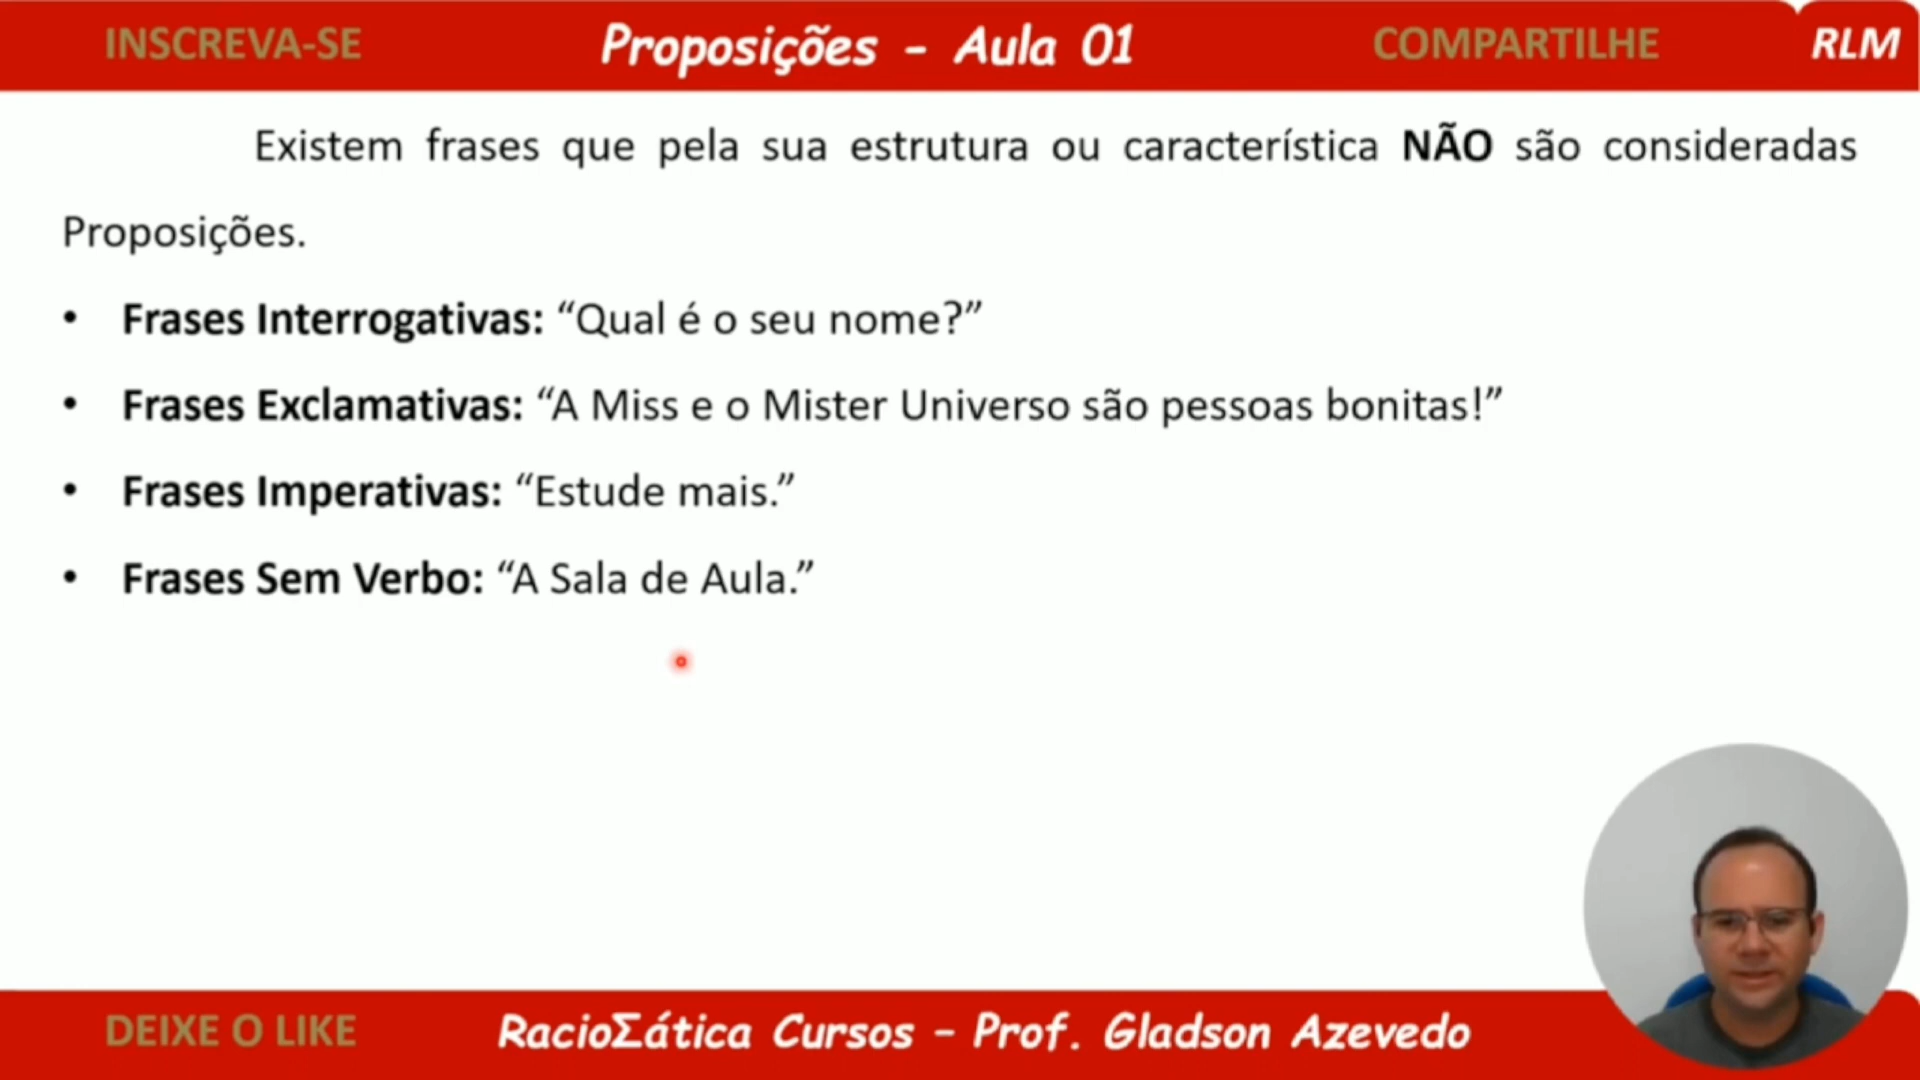 INSCREVA-SE
Proposições - Aula 01
COMPARTILHE
RLM
Existem frases que pela sua estrutura ou característica NÃO são consideradas
Proposições.
• Frases Interrogativas: “Qual é o seu nome?”
• Frases Exclamativas: “A Miss e o Mister Universo são pessoas bonitas!”
• Frases Imperativas: “Estude mais.”
• Frases Sem Verbo: “A Sala de Aula.”
DEIXE O LIKE
RacioΣática Cursos – Prof. Gladson Azevedo